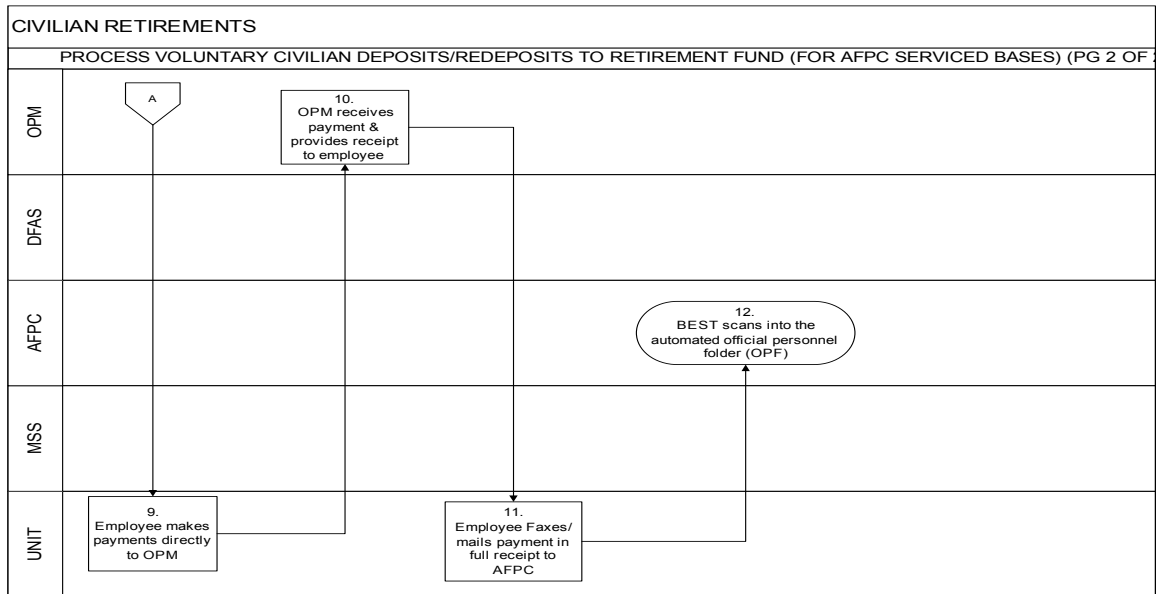 CIVILIAN RETIREMENTS
PROCESS VOLUNTARY CIVILIAN DEPOSITS/REDEPOSITS TO RETIREMENT FUND (FOR AFPC SERVICED BASES) (PG 2 OF
OPM
A
10.
OPM receives
payment &
provides receipt
to employee
DFAS
AFPC
12.
BEST scans into the
automated official personnel
folder (OPF)
MSS
UNIT
9.
Employee makes
payments directly
to OPM
11.
Employee Faxes/
mails payment in
full receipt to
AFPC